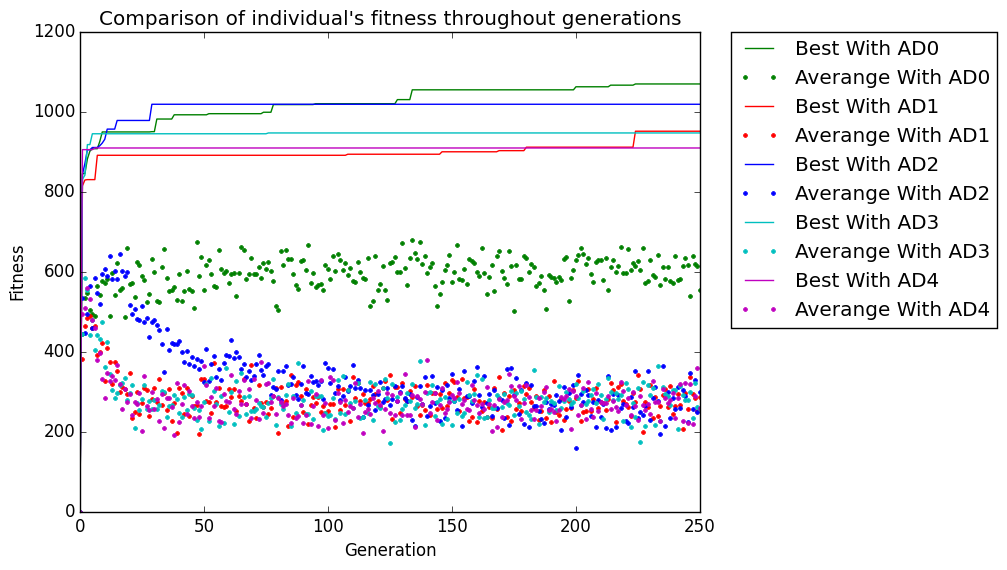 Comparison of individual's fitness throughout generations
1200
1000
800
600
400
200
0
Fitness
0 50 100 150 200 250
Generation
Best With AD0
Averange With AD0
Best With AD1
Averange With AD1
Best With AD2
Averange With AD2
Best With AD3
Averange With AD3
Best With AD4
Averange With AD4